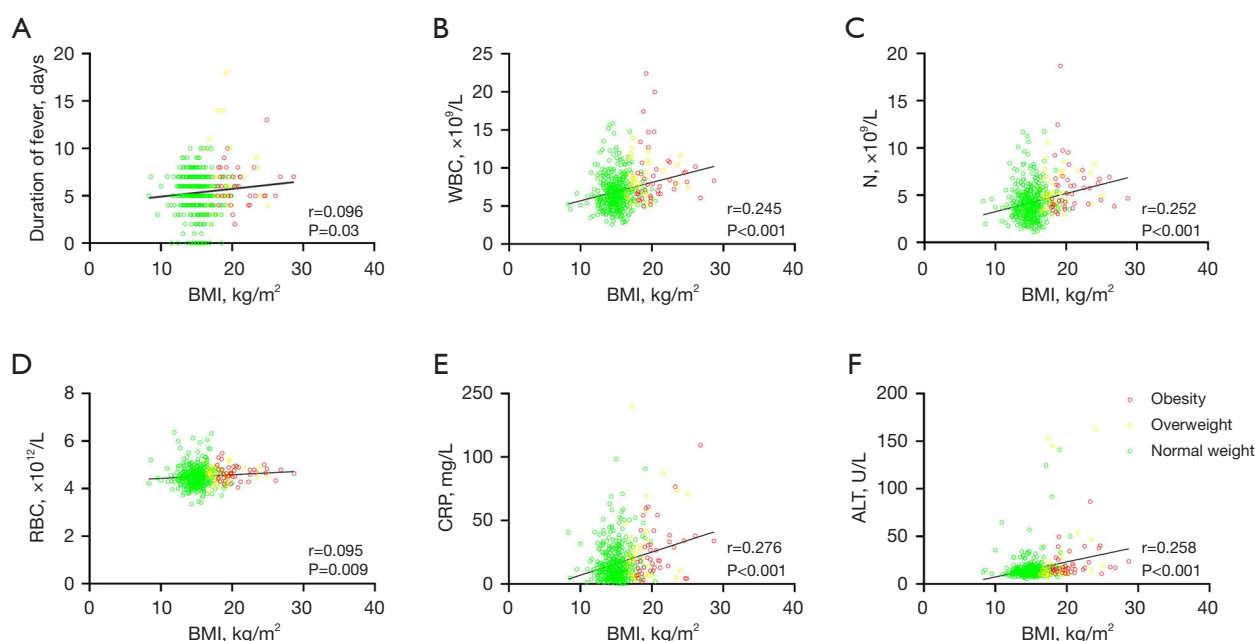 A
Duration of fever, days
20
15
10
5
0
0 10 20 30 40
BMI, kg/m²
r=0.096
P=0.03
B
WBC, ×10⁹/L
25
20
15
10
5
0
0 10 20 30 40
BMI, kg/m²
r=0.245
P<0.001
C
N, ×10⁹/L
20
15
10
5
0
0 10 20 30 40
BMI, kg/m²
r=0.252
P<0.001
D
RBC, ×10¹²/L
8
6
4
2
0
0 10 20 30 40
BMI, kg/m²
r=0.095
P=0.009
E
CRP, mg/L
250
100
50
0
0 10 20 30 40
BMI, kg/m²
r=0.276
P<0.001
F
ALT, U/L
200
150
100
50
0
0 10 20 30 40
BMI, kg/m²
r=0.258
P<0.001
Obesity
Overweight
Normal weight